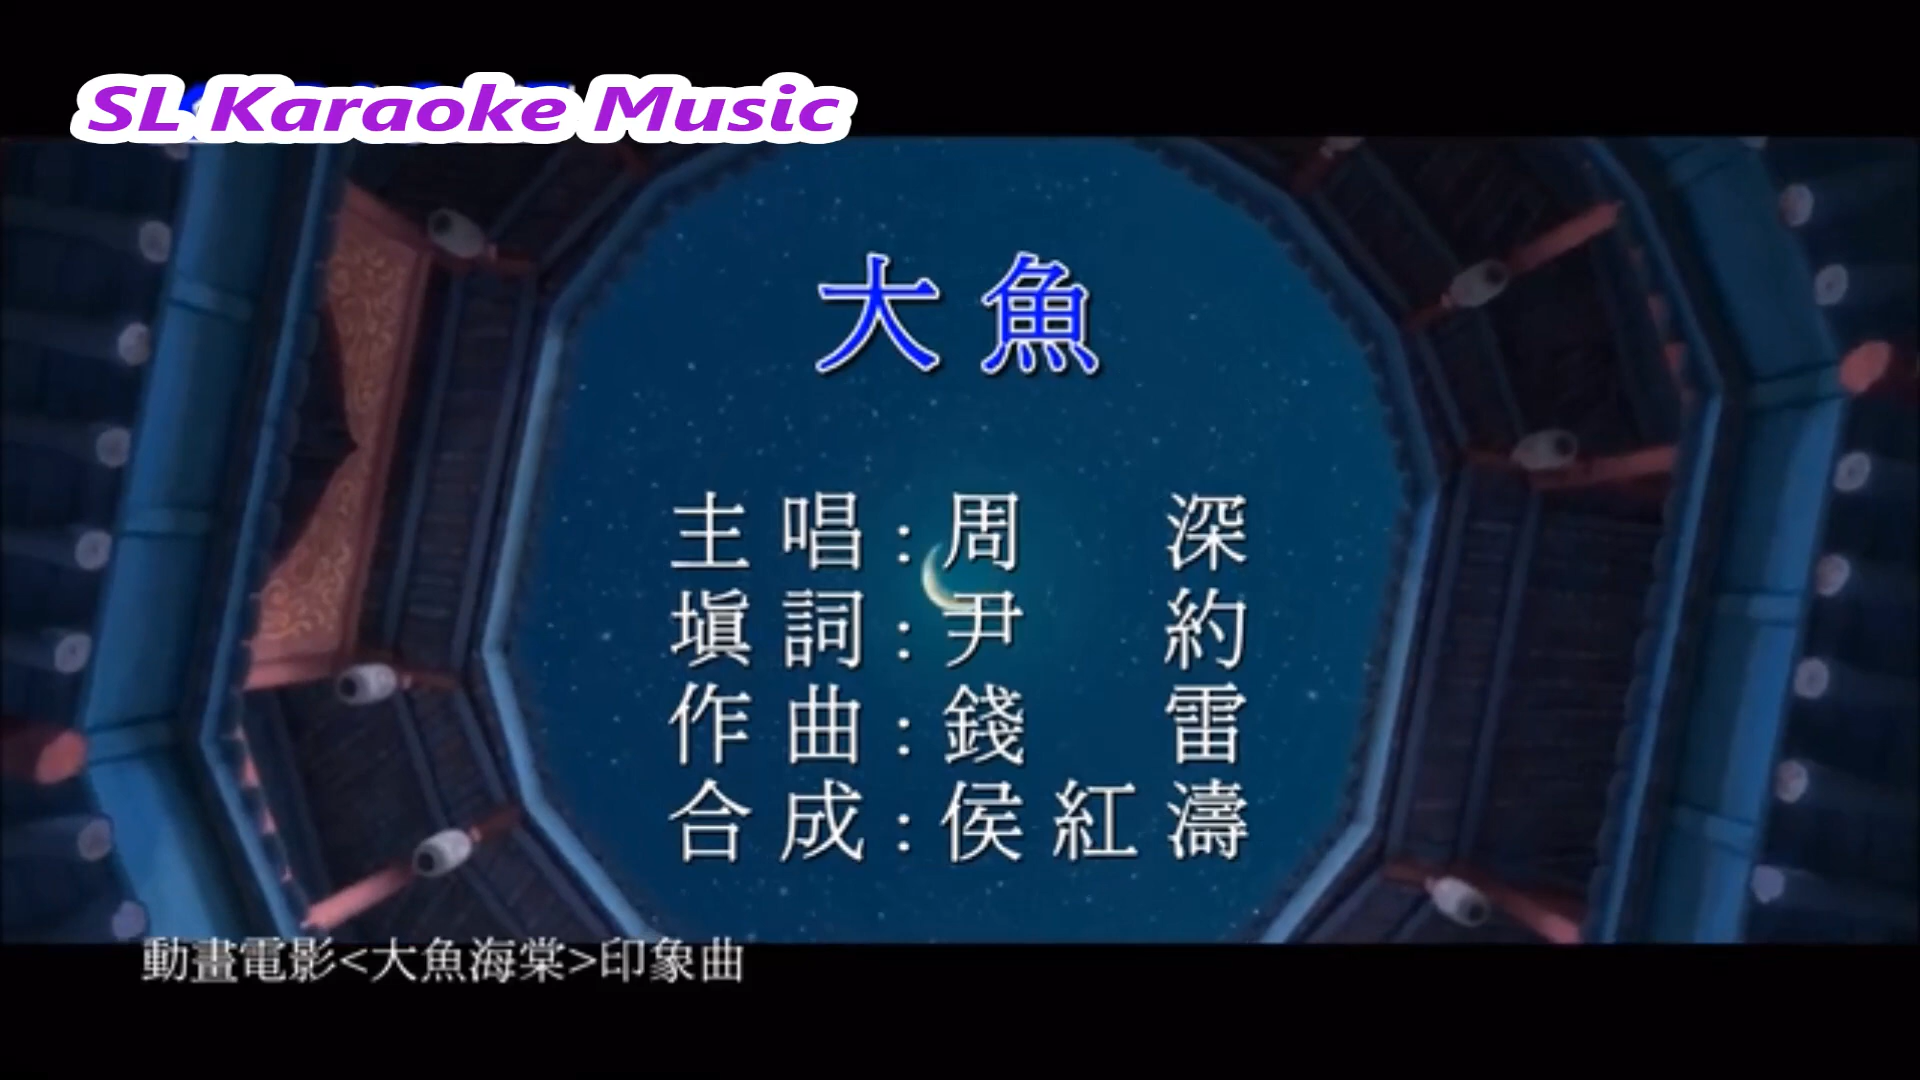 SL Karaoke Music
大魚
主唱:周深
填詞:尹約
作曲:錢雷
合成:侯紅濤
動畫電影<大魚海棠>印象曲